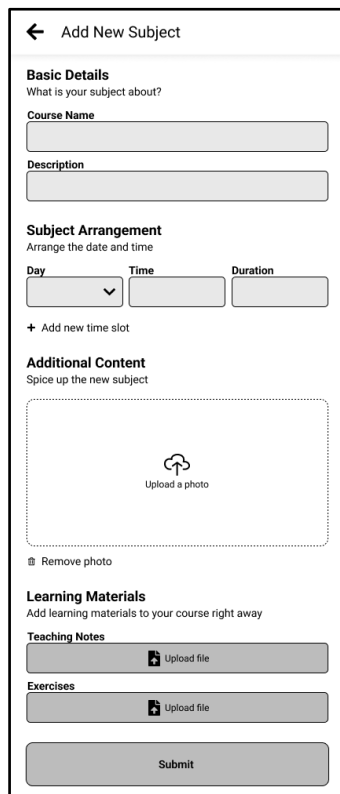 Add New Subject
Basic Details
What is your subject about?
Course Name
Description
Subject Arrangement
Arrange the date and time
Day Time Duration
+ Add new time slot
Additional Content
Spice up the new subject
Upload a photo
Remove photo
Learning Materials
Add learning materials to your course right away
Teaching Notes
Upload file
Exercises
Upload file
Submit